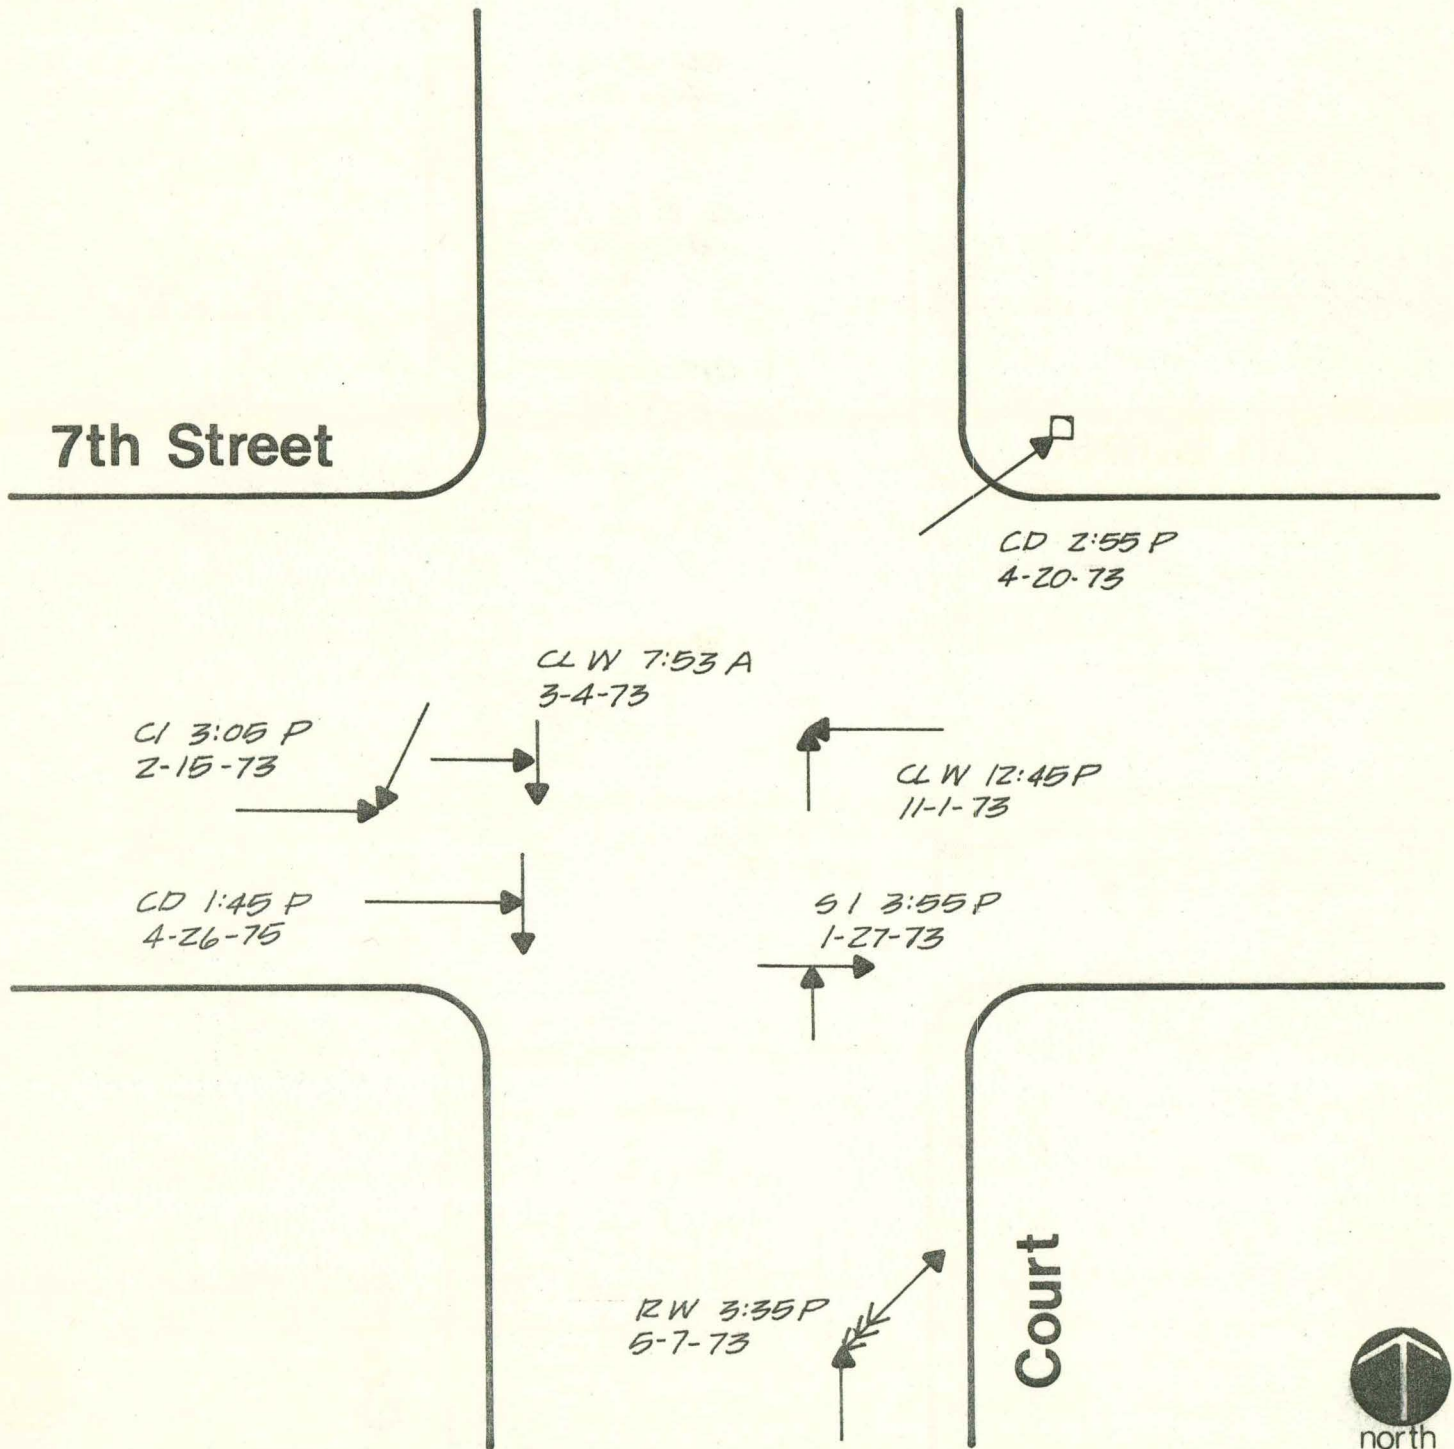 7th Street
CD 2:55 P
4-20-73
CLW 7:53 A
3-4-73
CI 3:05 P
2-15-73
CLW 12:45P
11-1-73
CD 1:45 P
4-26-75
SI 3:55P
1-27-73
RW 3:35P
5-7-73
Court
north